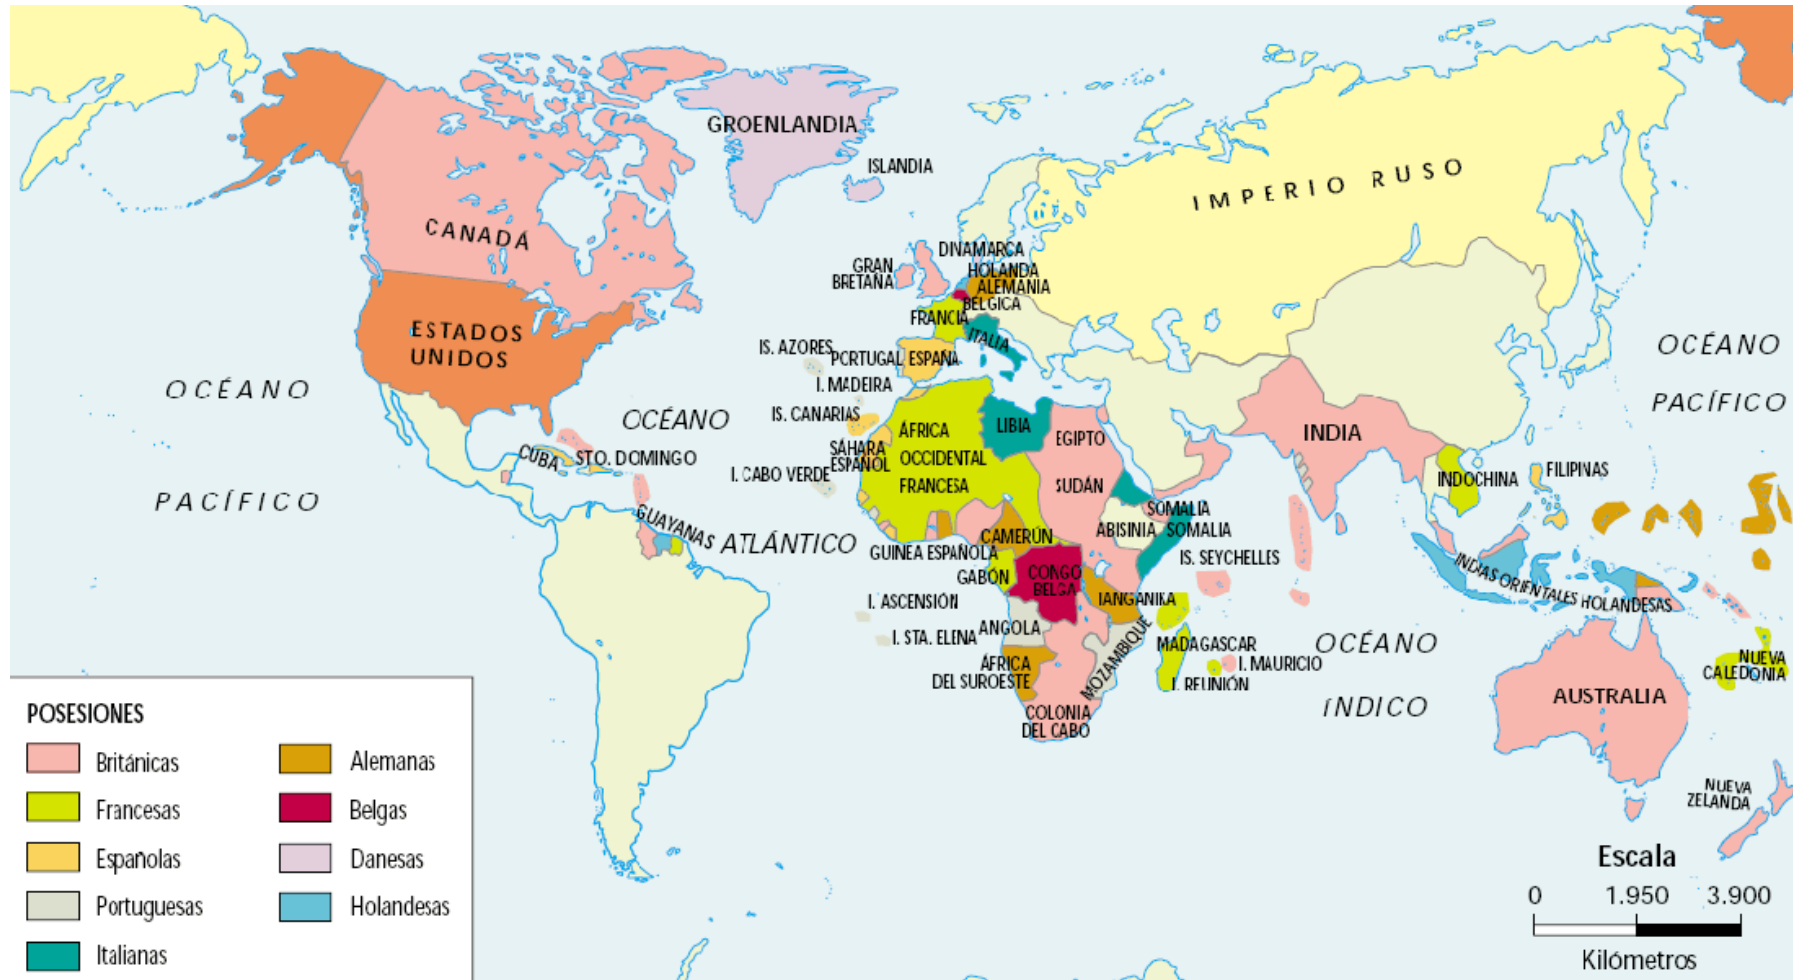 GROENLANDIA
ISLANDIA
IMPERIO RUSO
CANADÁ
DINAMARCA
GRAN
BRETAÑA
HOLANDA
ALEMANIA
BELGICA
FRANCIA
ITALIA
ESTADOS
UNIDOS
IS. AZORES
PORTUGAL
ESPAÑA
I. MADEIRA
OCÉANO
PACÍFICO
OCÉANO
ATLÁNTICO
OCÉANO
PACÍFICO
IS. CANARIAS
ÁFRICA
OCCIDENTAL
FRANCESA
LIBIA
EGIPTO
INDIA
SÁHARA
ESPAÑOL
CUBA
STO. DOMINGO
I. CABO VERDE
SUDÁN
INDOCHINA
FILIPINAS
GUAYANAS
SOMALIA
ABISINIA
SOMALIA
CAMERÚN
GUINEA ESPAÑOLA
IS. SEYCHELLES
GABÓN
CONGO
BELGA
TANGANIKA
INDIAS ORIENTALES HOLANDESAS
I. ASCENSIÓN
I. STA. ELENA
ANGOLA
MOZAMBIQUE
MADAGASCAR
I. MAURICIO
I. REUNIÓN
OCÉANO
ÍNDICO
ÁFRICA
DEL SUROESTE
COLONIA
DEL CABO
AUSTRALIA
NUEVA
CALEDONIA
NUEVA
ZELANDA
POSESIONES
Británicas
Francesas
Españolas
Portuguesas
Italianas
Alemanas
Belgas
Danesas
Holandesas
Escala
0 1.950 3.900
Kilómetros